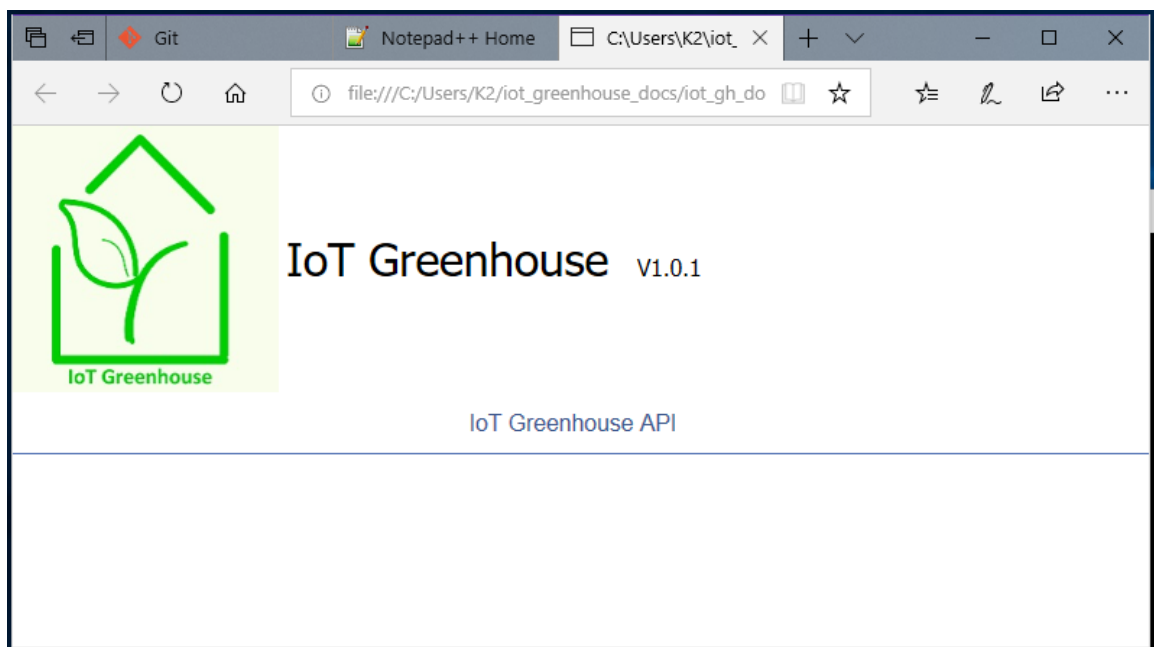 Git Notepad++ Home C:\Users\K2\iot_
file:///C:/Users/K2/iot_greenhouse_docs/iot_gh_do
IoT Greenhouse V1.0.1
IoT Greenhouse
IoT Greenhouse API